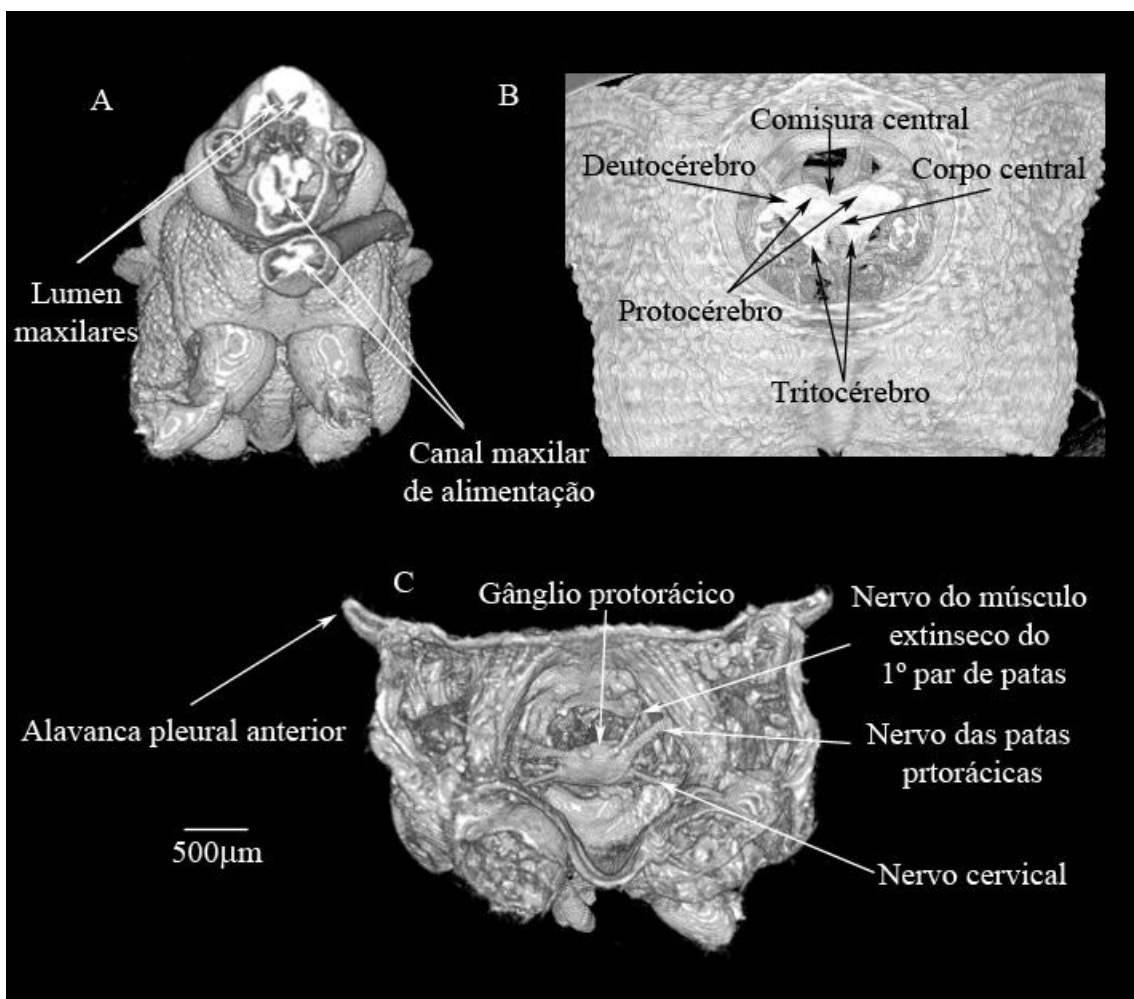 A
Lumen
maxilares
Canal maxilar
de alimentação
B
Comisura central
Deutocérebro
Corpo central
Protocérebro
Tritocérebro
C
Gânglio protorácico
Nervo do músculo
extinseco do
1º par de patas
Alavanca pleural anterior
Nervo das patas
prtorácicas
500μm
Nervo cervical